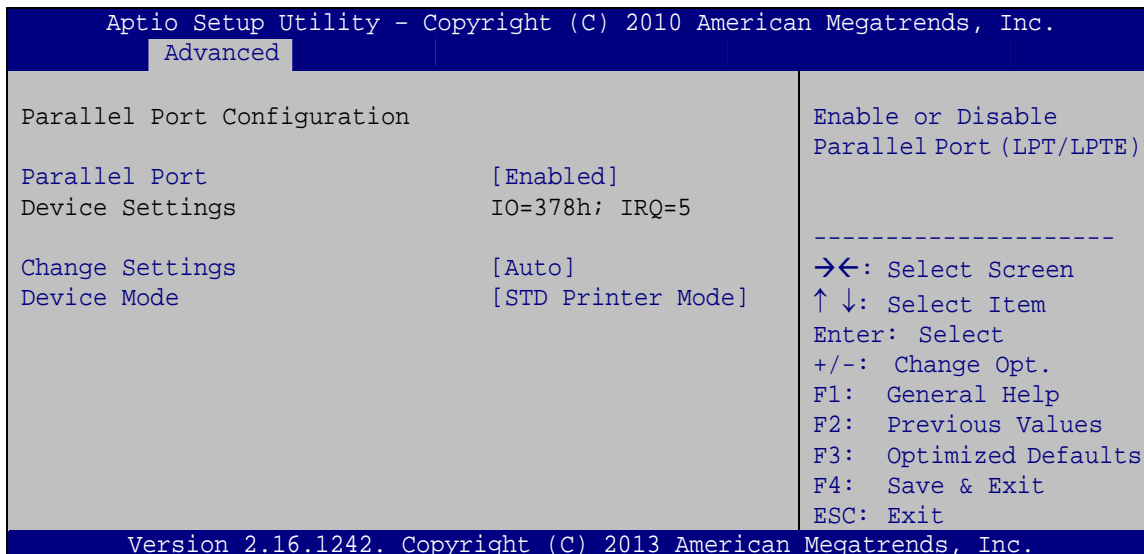 Aptio Setup Utility – Copyright (C) 2010 American Megatrends, Inc.
Advanced
Parallel Port Configuration
Parallel Port [Enabled]
Device Settings IO=378h; IRQ=5
Change Settings [Auto]
Device Mode [STD Printer Mode]
Enable or Disable
Parallel Port (LPT/LPTE)
---------------------
→←: Select Screen
↑ ↓: Select Item
Enter: Select
+/-: Change Opt.
F1: General Help
F2: Previous Values
F3: Optimized Defaults
F4: Save & Exit
ESC: Exit
Version 2.16.1242. Copyright (C) 2013 American Megatrends, Inc.